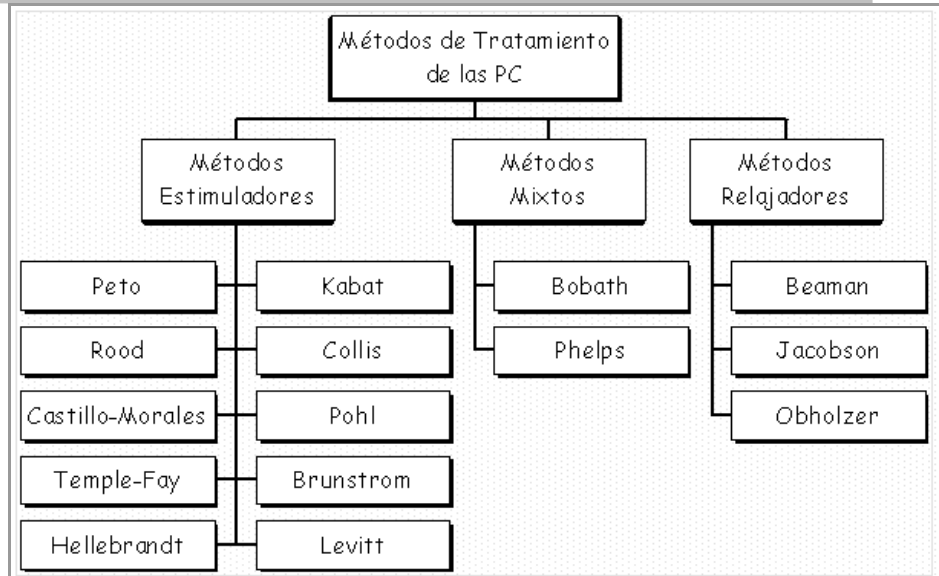 Métodos de Tratamiento
de las PC
Métodos
Estimuladores
Métodos
Mixtos
Métodos
Relajadores
Peto
Kabat
Bobath
Beaman
Rood
Collis
Phelps
Jacobson
Castillo-Morales
Pohl
Obholzer
Temple-Fay
Brunstrom
Hellebrandt
Levitt